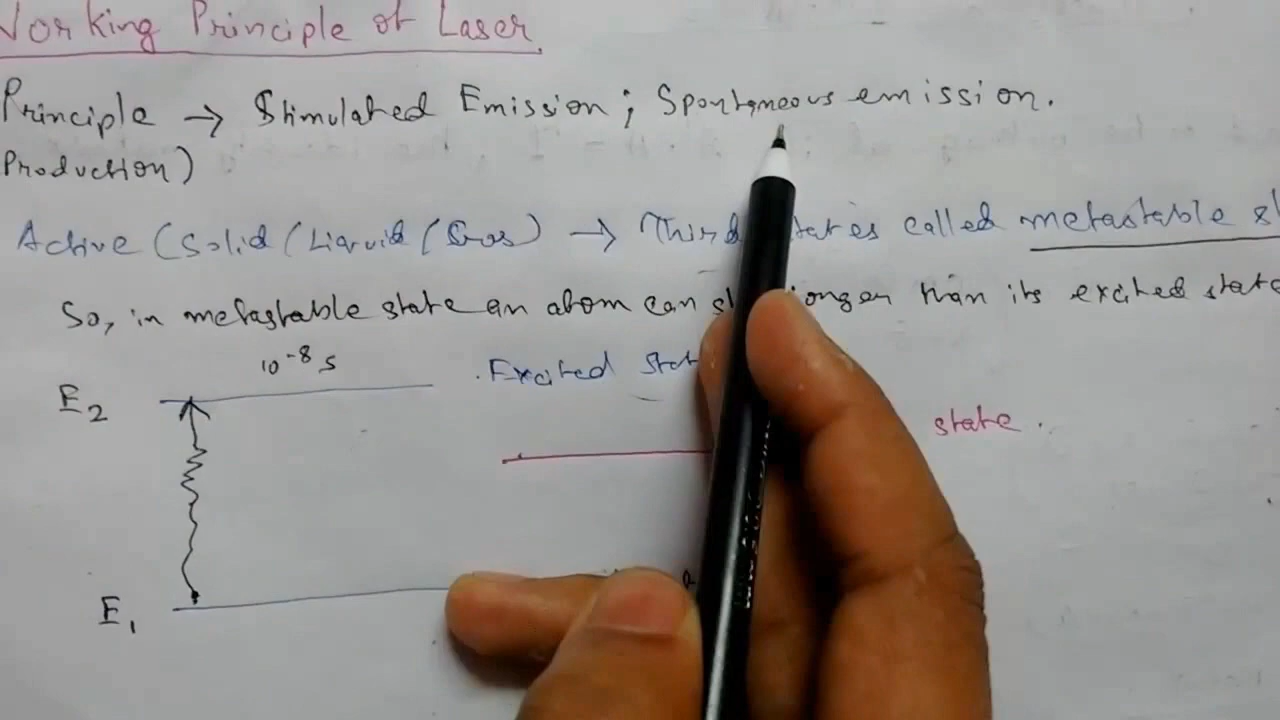 Working Principle of Laser.
Principle → Stimulated Emission; Spontaneous emission.
Production)
Active (Solid (Liquid (Gas) → Third states called metastable
So, in metastable state an atom can longer than its excited state
10⁻⁸ s
E₂ Excited
state.
E₁